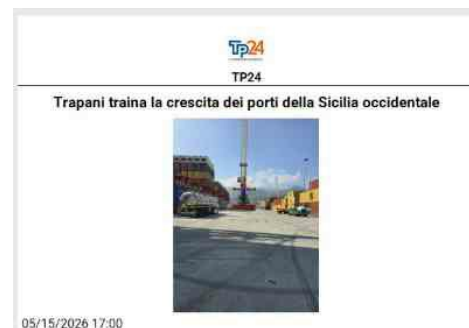 Tp24
TP24
Trapani traina la crescita dei porti della Sicilia occidentale
05/15/2026 17:00